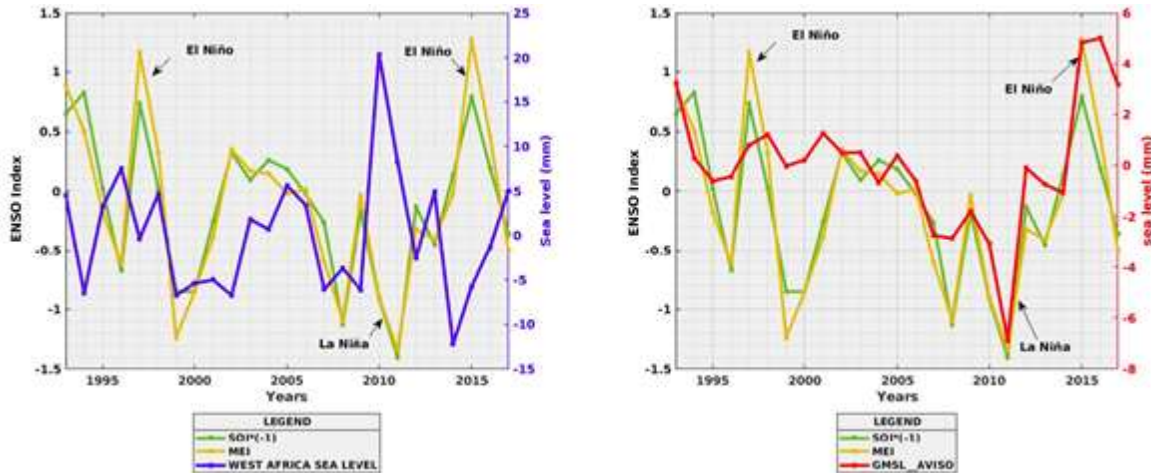 1.5
1
0.5
0
-0.5
-1
-1.5
ENSO Index
El Niño
El Niño
La Niña
25
20
15
10
5
0
-5
-10
-15
Sea level (mm)
1995 2000 2005 2010 2015
Years
LEGEND
SOI*(-1)
MEI
WEST AFRICA SEA LEVEL
1.5
1
0.5
0
-0.5
-1
-1.5
ENSO Index
El Niño
El Niño
La Niña
6
4
2
0
-2
-4
-6
-8
sea level (mm)
1995 2000 2005 2010 2015
Years
LEGEND
SOI*(-1)
MEI
GMSL_AVISO